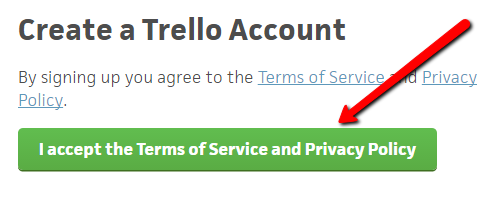 Create a Trello Account
By signing up you agree to the Terms of Service and Privacy
Policy.
I accept the Terms of Service and Privacy Policy